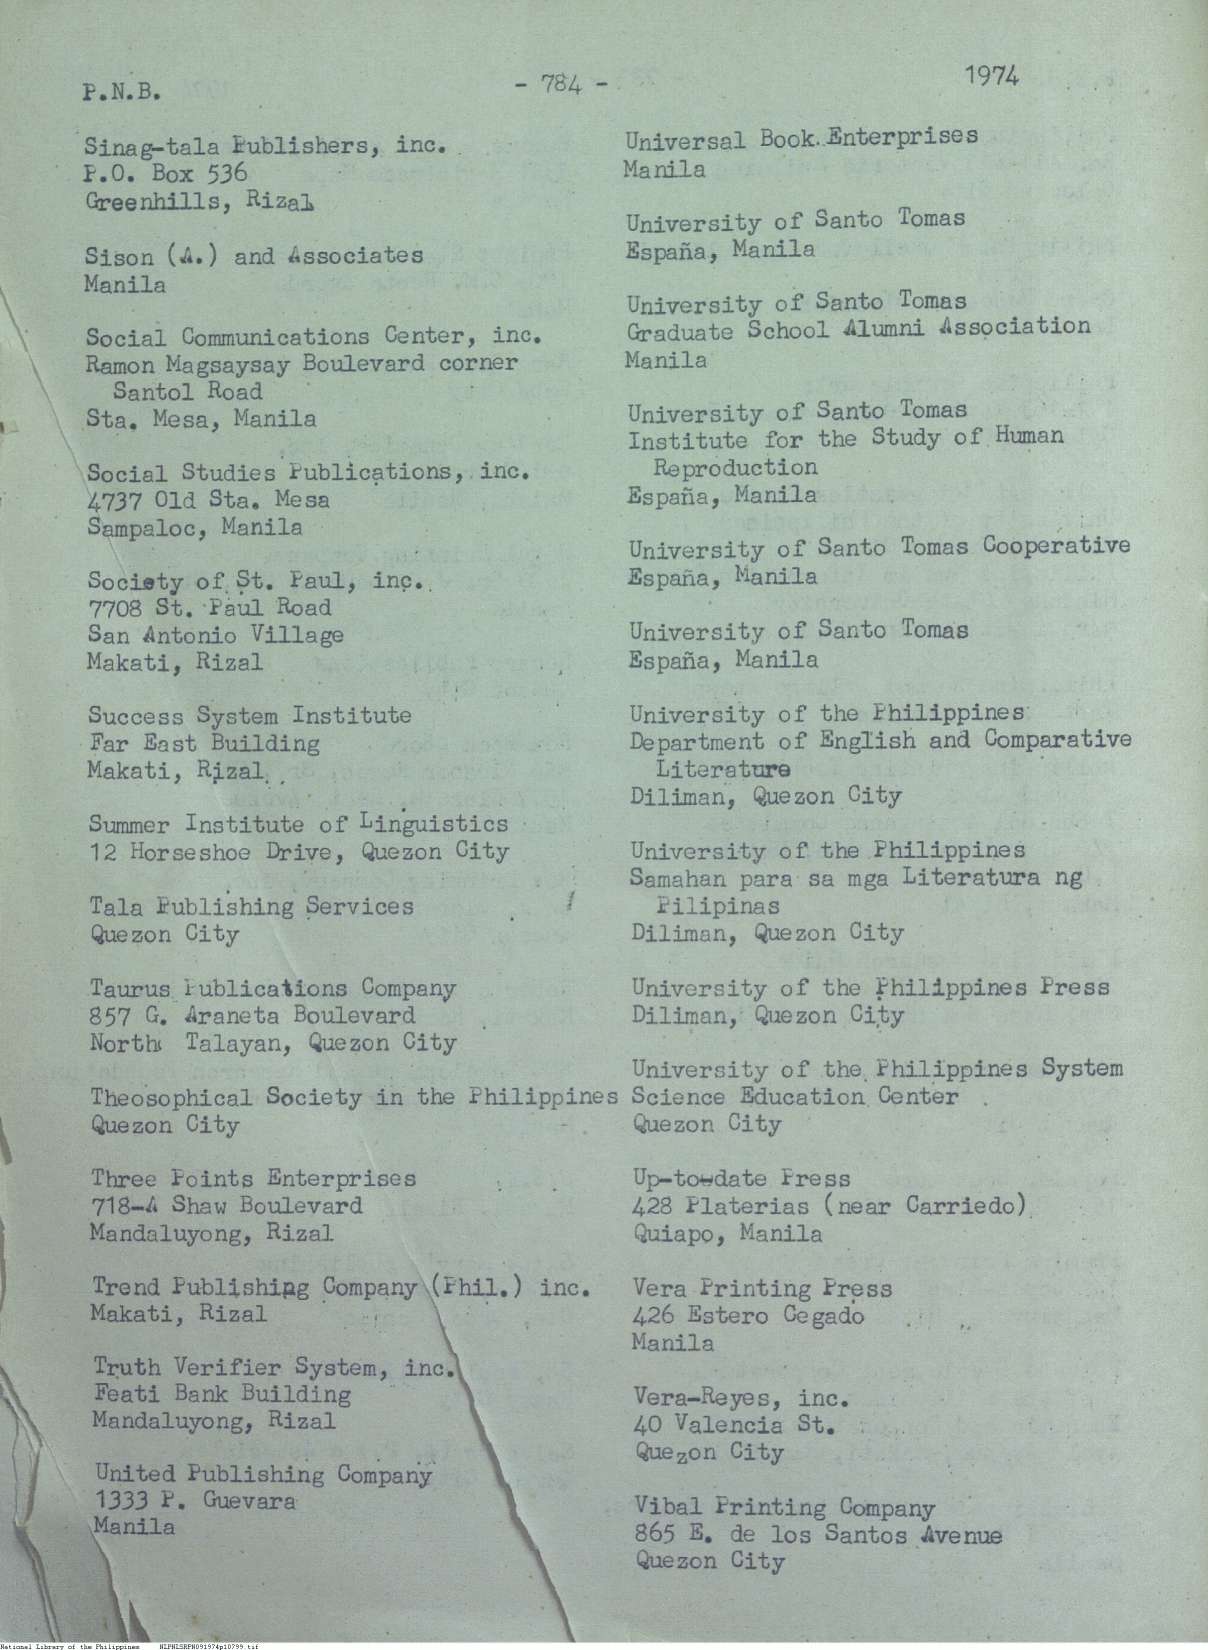 P.N.B.
- 784 -
1974
Sinag-tala Publishers, inc.
P.O. Box 536
Greenhills, Rizal
Sison (A.) and Associates
Manila
Social Communications Center, inc.
Ramon Magsaysay Boulevard corner
Santol Road
Sta. Mesa, Manila
Social Studies Publications, inc.
4737 Old Sta. Mesa
Sampaloc, Manila
Society of St. Paul, inc.
7708 St. Paul Road
San Antonio Village
Makati, Rizal
Success System Institute
Far East Building
Makati, Rizal
Summer Institute of Linguistics
12 Horseshoe Drive, Quezon City
Tala Publishing Services
Quezon City
Taurus Publications Company
857 G. Araneta Boulevard
North Talayan, Quezon City
Theosophical Society in the Philippines
Quezon City
Three Points Enterprises
718-A Shaw Boulevard
Mandaluyong, Rizal
Trend Publishing Company (Phil.) inc.
Makati, Rizal
Truth Verifier System, inc.
Feati Bank Building
Mandaluyong, Rizal
United Publishing Company
1333 P. Guevara
Manila
Universal Book Enterprises
Manila
University of Santo Tomas
España, Manila
University of Santo Tomas
Graduate School Alumni Association
Manila
University of Santo Tomas
Institute for the Study of Human
Reproduction
España, Manila
University of Santo Tomas Cooperative
España, Manila
University of Santo Tomas
España, Manila
University of the Philippines
Department of English and Comparative
Literature
Diliman, Quezon City
University of the Philippines
Samahan para sa mga Literatura ng
Pilipinas
Diliman, Quezon City
University of the Philippines Press
Diliman, Quezon City
University of the Philippines System
Science Education Center
Quezon City
Up-to-date Press
428 Platerias (near Carriedo)
Quiapo, Manila
Vera Printing Press
426 Estero Cegado
Manila
Vera-Reyes, inc.
40 Valencia St.
Quezon City
Vibal Printing Company
865 E. de los Santos Avenue
Quezon City
National Library of the Philippines NLPNLSRPN091974p10799.tif